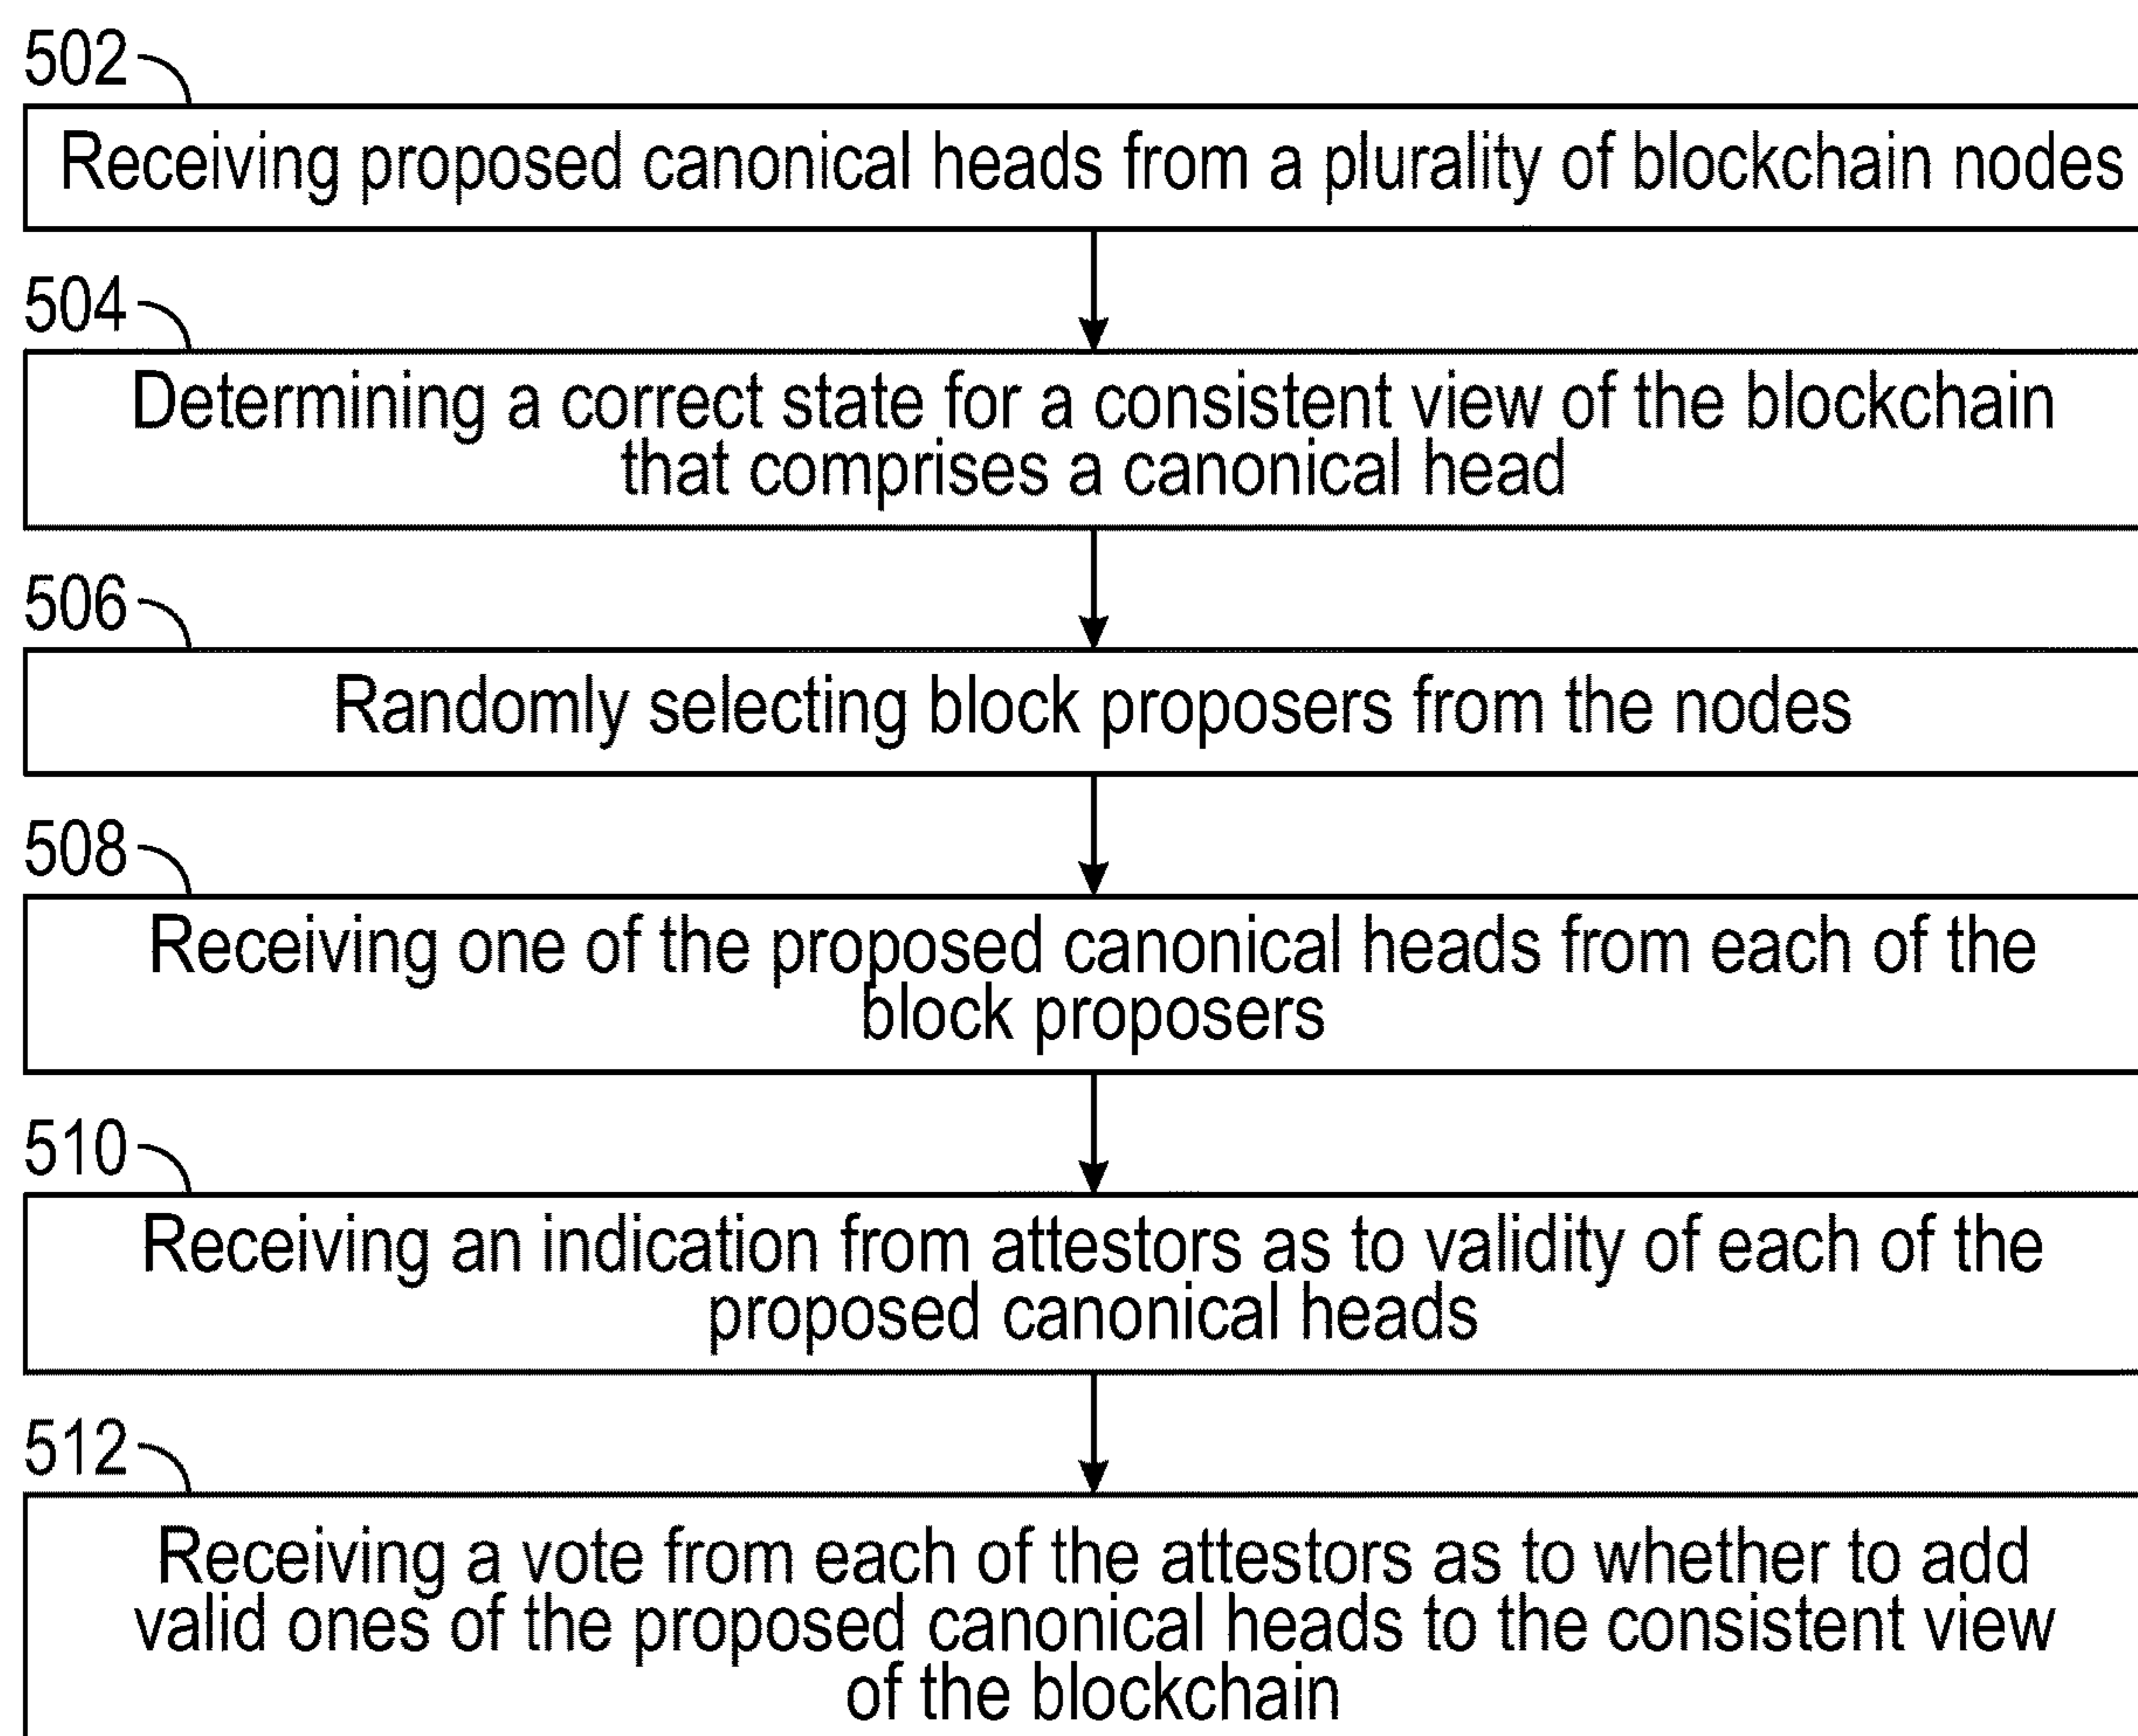 502
Receiving proposed canonical heads from a plurality of blockchain nodes
504
Determining a correct state for a consistent view of the blockchain
that comprises a canonical head
506
Randomly selecting block proposers from the nodes
508
Receiving one of the proposed canonical heads from each of the
block proposers
510
Receiving an indication from attestors as to validity of each of the
proposed canonical heads
512
Receiving a vote from each of the attestors as to whether to add
valid ones of the proposed canonical heads to the consistent view
of the blockchain